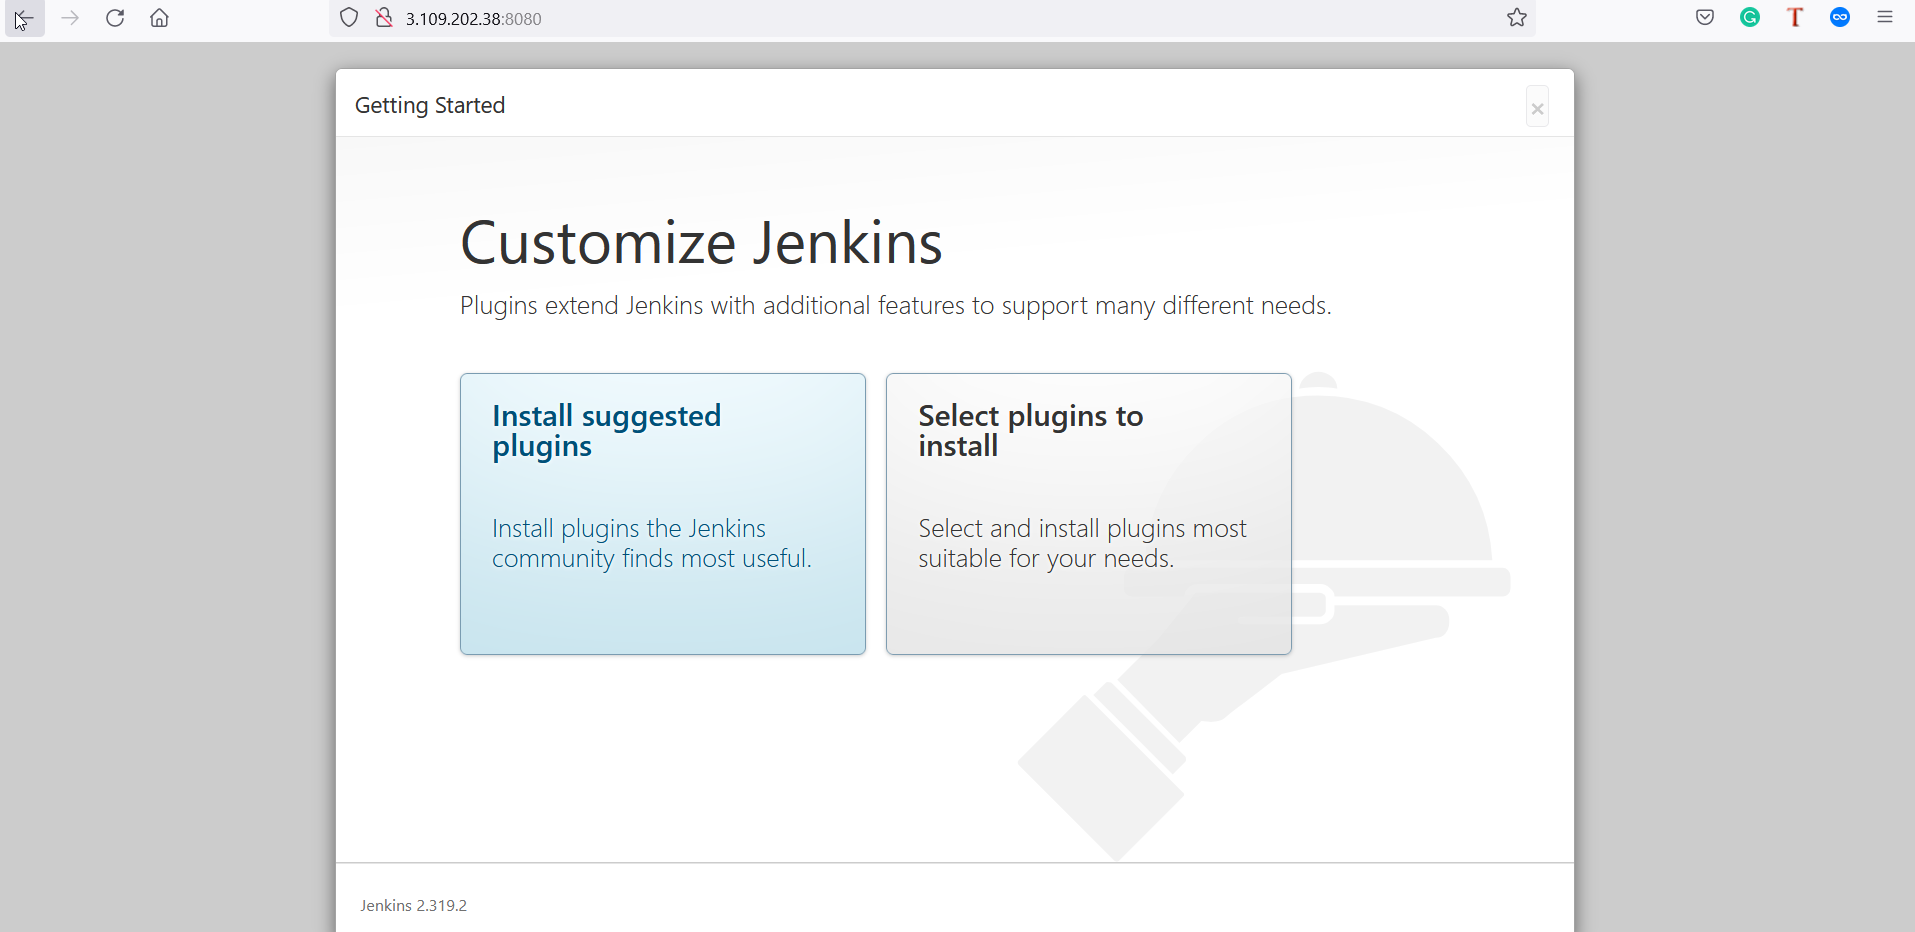 3.109.202.38:8080
Getting Started
×
Customize Jenkins
Plugins extend Jenkins with additional features to support many different needs.
Install suggested
plugins
Install plugins the Jenkins
community finds most useful.
Select plugins to
install
Select and install plugins most
suitable for your needs.
Jenkins 2.319.2